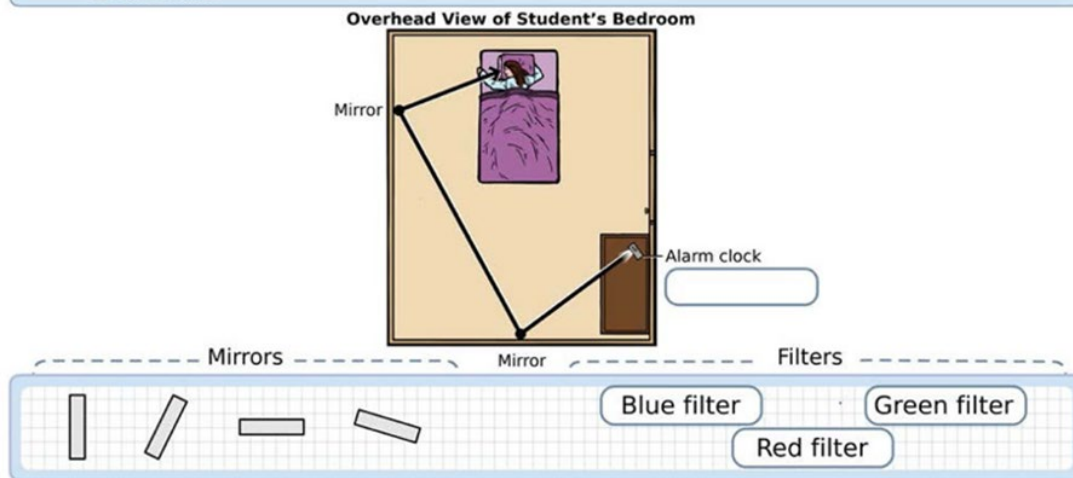 Overhead View of Student's Bedroom
Mirror
Alarm clock
Mirrors
Mirror
Filters
Blue filter
Green filter
Red filter